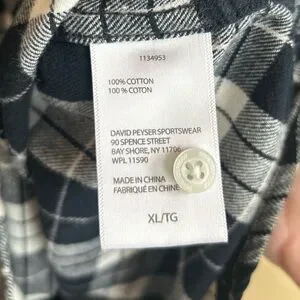 1134953
100% COTTON
100 % COTON
DAVID PEYSER SPORTSWEAR
90 SPENCE STREET
BAY SHORE, NY 11706
WPL 11590
MADE IN CHINA
FABRIQUÉ EN CHINE
XL/TG